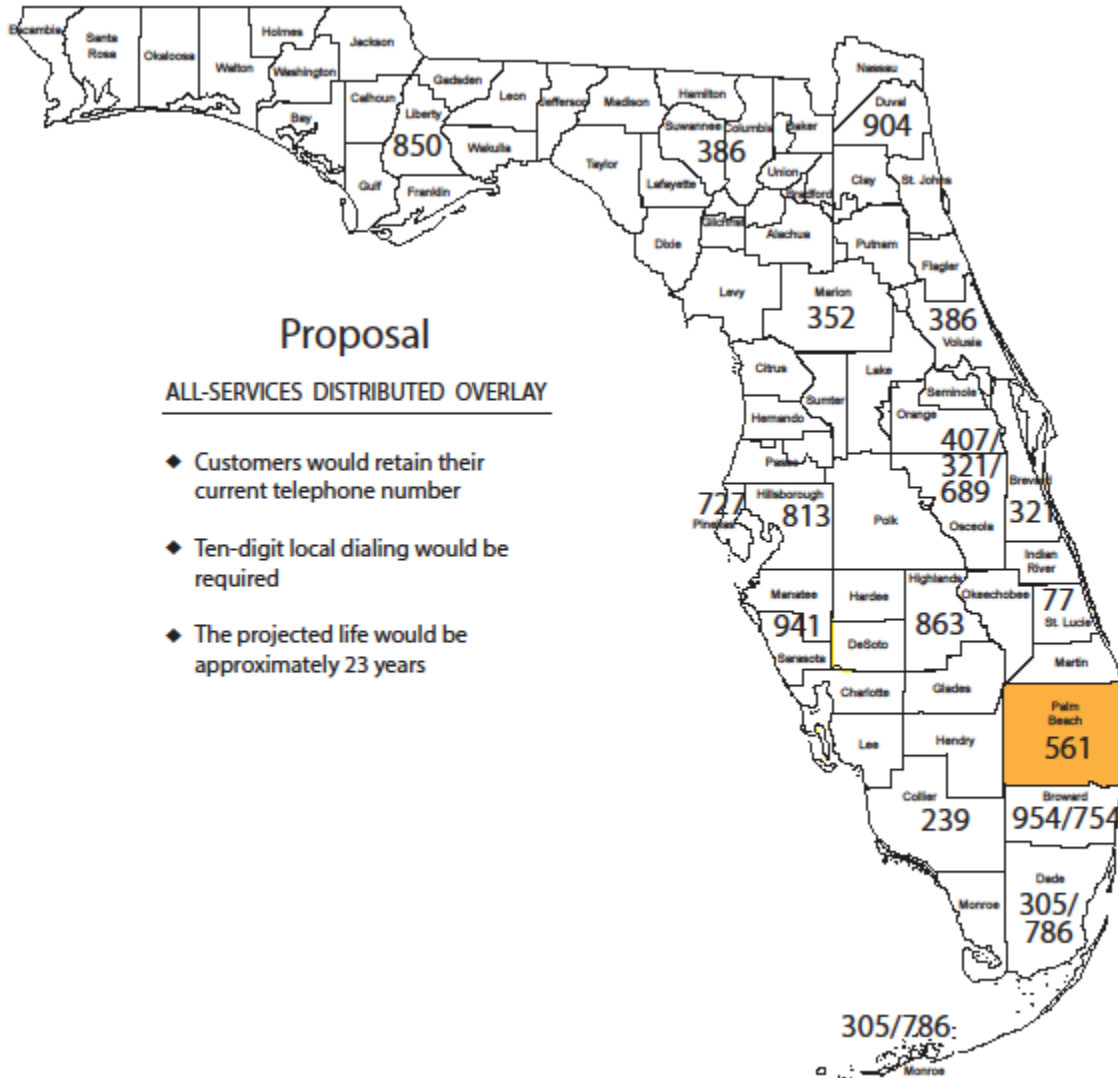 Escambia
Santa
Rosa
Okaloosa
Walton
Holmes
Washington
Jackson
Bay
Calhoun
Gulf
Liberty
850
Franklin
Gadsden
Leon
Wakulla
Jefferson
Madison
Taylor
Hamilton
Suwannee
386
Columbia
Lafayette
Dixie
Baker
Union
Bradford
Gilchrist
Alachua
Nassau
Duval
904
Clay
St. Johns
Putnam
Flagler
Levy
Marion
352
386
Volusia
Citrus
Sumter
Lake
Hernando
Seminole
Orange
407/
321/
689
Pasco
727
Pinellas
Hillsborough
813
Polk
Osceola
Brevard
321
Indian
River
Manatee
941
Sarasota
Hardee
DeSoto
Highlands
863
Okeechobee
77
St. Lucie
Martin
Charlotte
Glades
Lee
Hendry
Palm
Beach
561
Collier
239
Broward
954/754
Monroe
Dade
305/
786
305/786
Monroe
Proposal
ALL-SERVICES DISTRIBUTED OVERLAY
◆ Customers would retain their
current telephone number
◆ Ten-digit local dialing would be
required
◆ The projected life would be
approximately 23 years